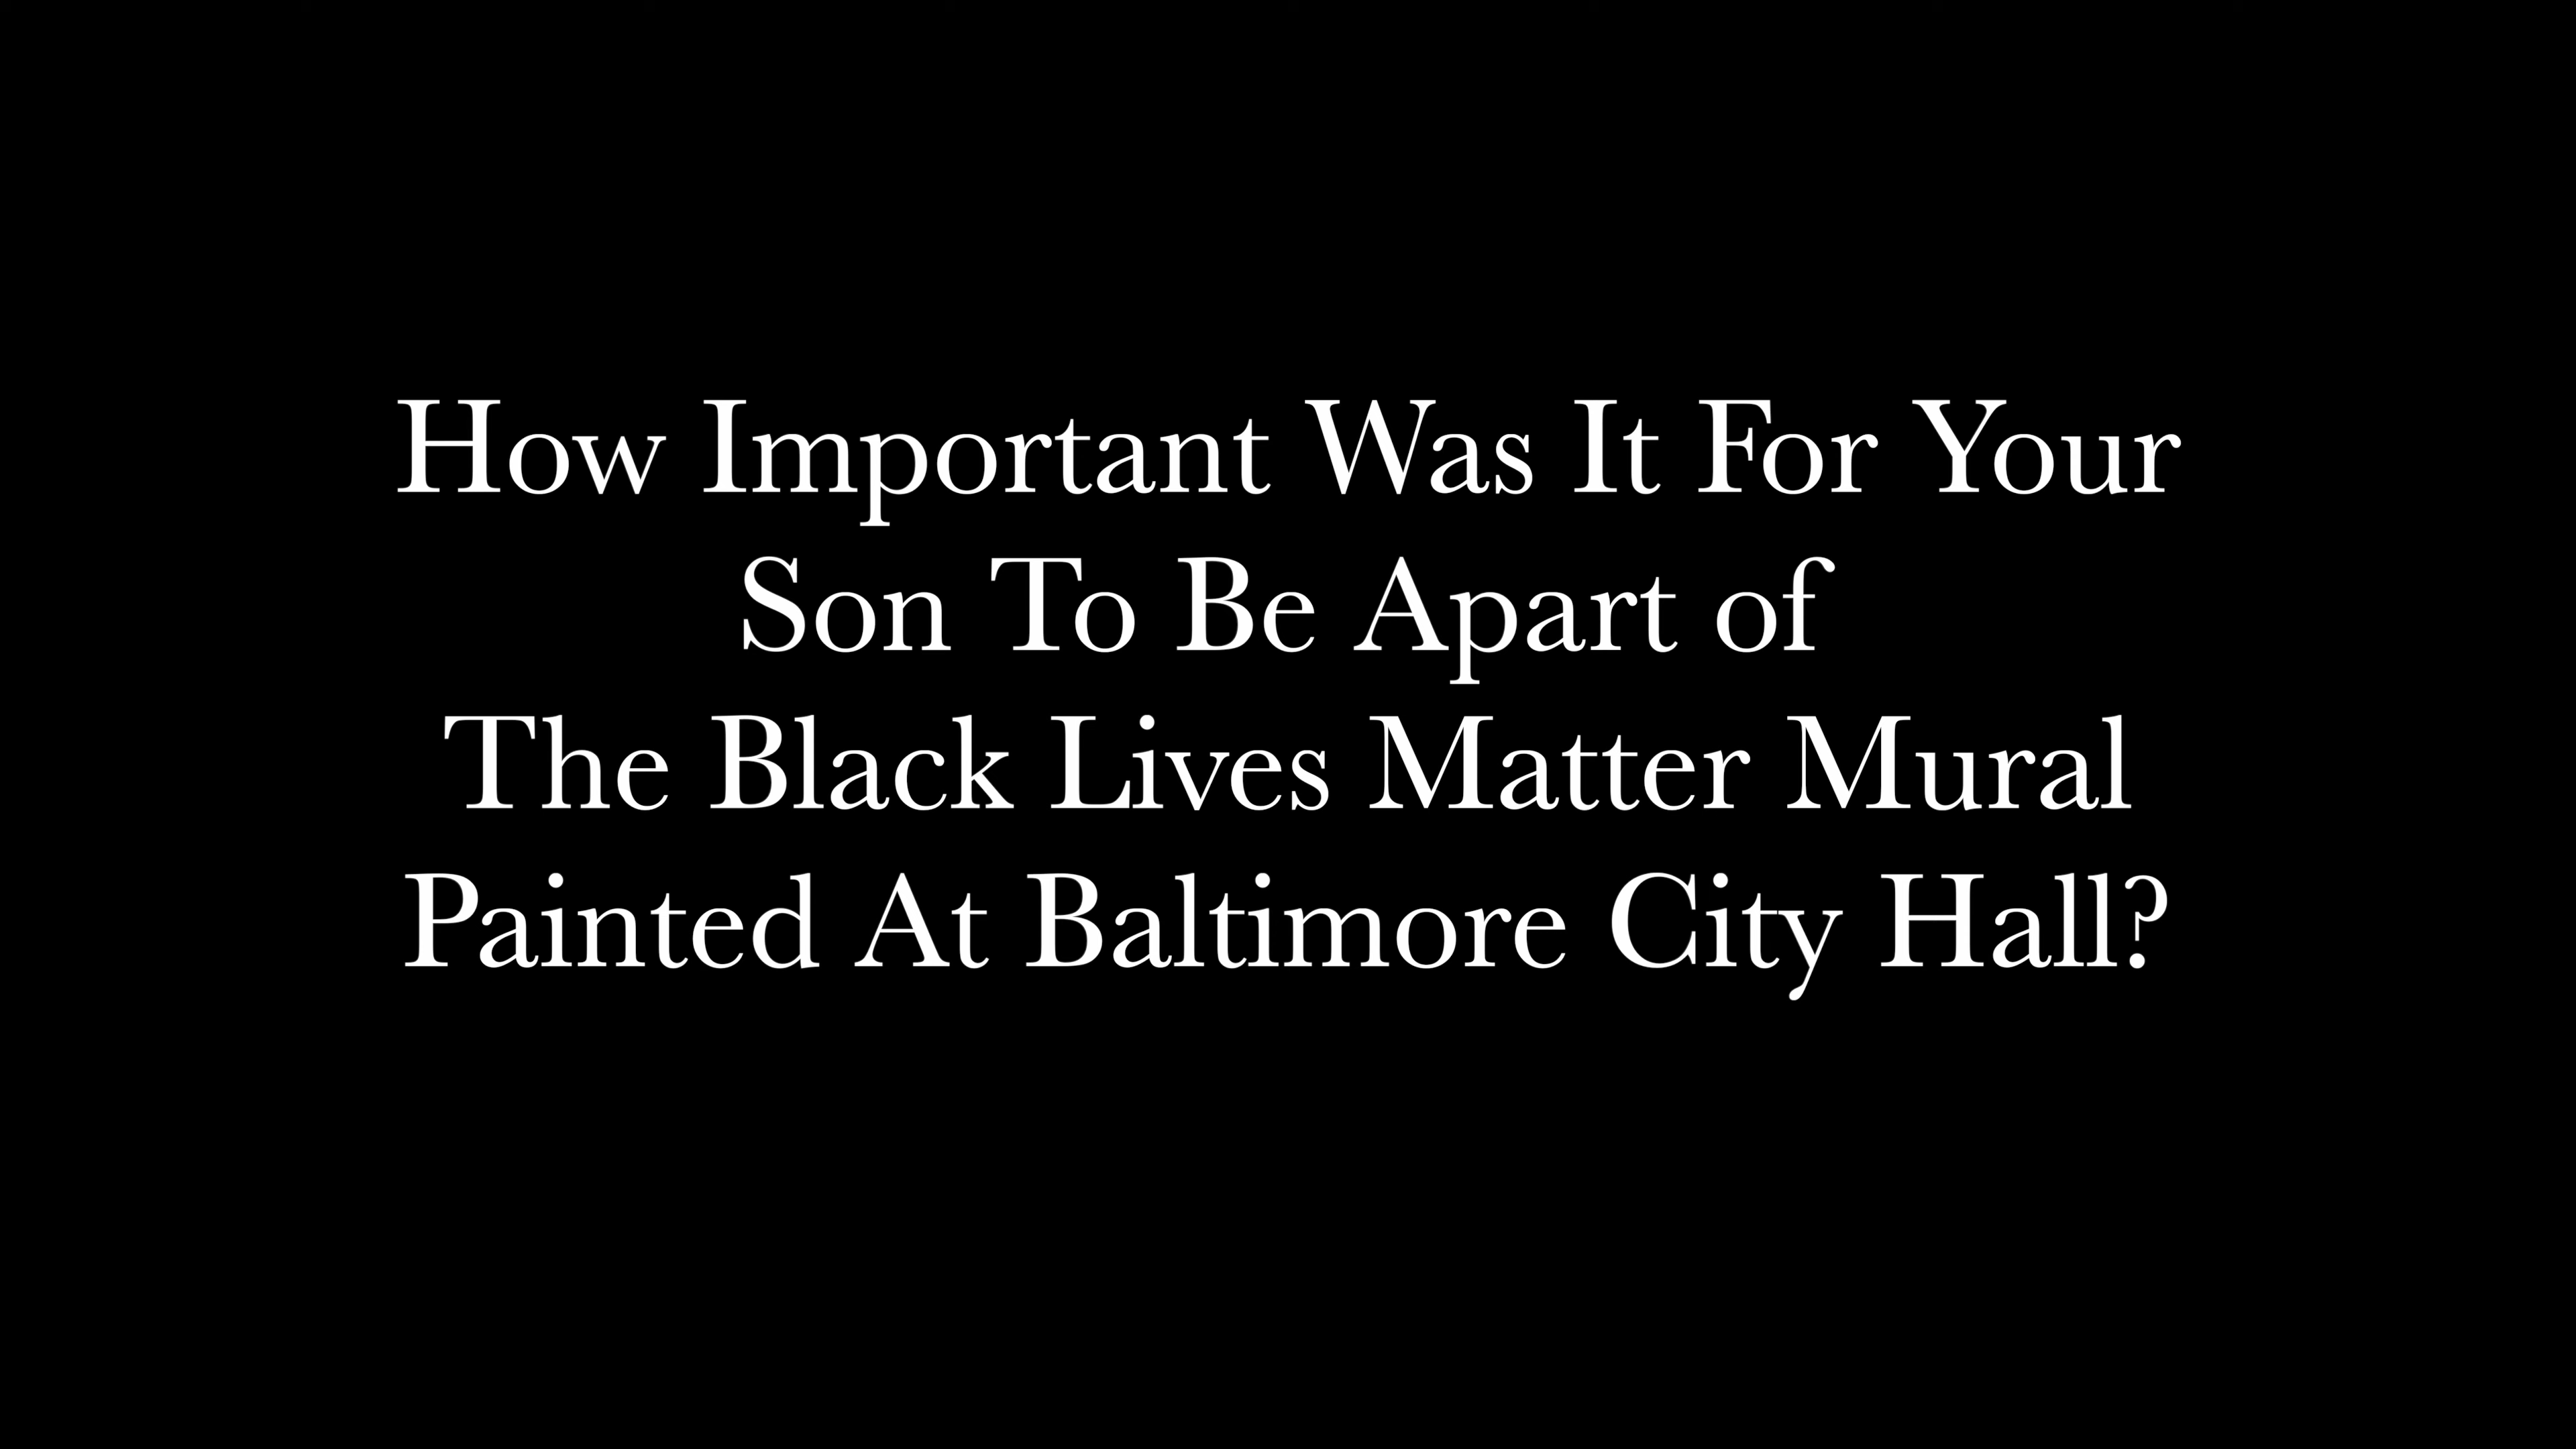 How Important Was It For Your
Son To Be Apart of
The Black Lives Matter Mural
Painted At Baltimore City Hall?